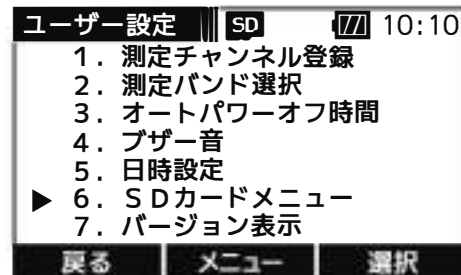 ユーザー設定 SD 10:10
1. 測定チャンネル登録
2. 測定バンド選択
3. オートパワーオフ時間
4. ブザー音
5. 日時設定
▶ 6. SDカードメニュー
7. バージョン表示
戻る メニュー 選択